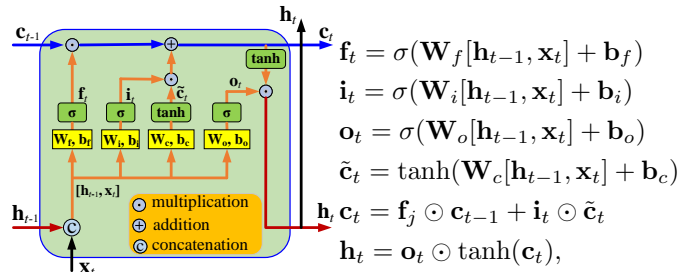 h_t
c_{t-1}
c_t
tanh
f_t
i_t
c̃_t
o_t
σ
σ
tanh
σ
W_f, b_f
W_i, b_i
W_c, b_c
W_o, b_o
[h_{t-1}, x_t]
multiplication
addition
concatenation
h_{t-1}
C
h_t
x_t
f_t = σ(W_f[h_{t-1}, x_t] + b_f)
i_t = σ(W_i[h_{t-1}, x_t] + b_i)
o_t = σ(W_o[h_{t-1}, x_t] + b_o)
c̃_t = tanh(W_c[h_{t-1}, x_t] + b_c)
c_t = f_j ⊙ c_{t-1} + i_t ⊙ c̃_t
h_t = o_t ⊙ tanh(c_t),